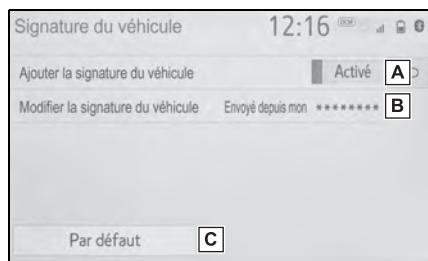 Signature du véhicule 12:16 DCM
Ajouter la signature du véhicule Activé A
Modifier la signature du véhicule Envoyé depuis mon ******** B
Par défaut C